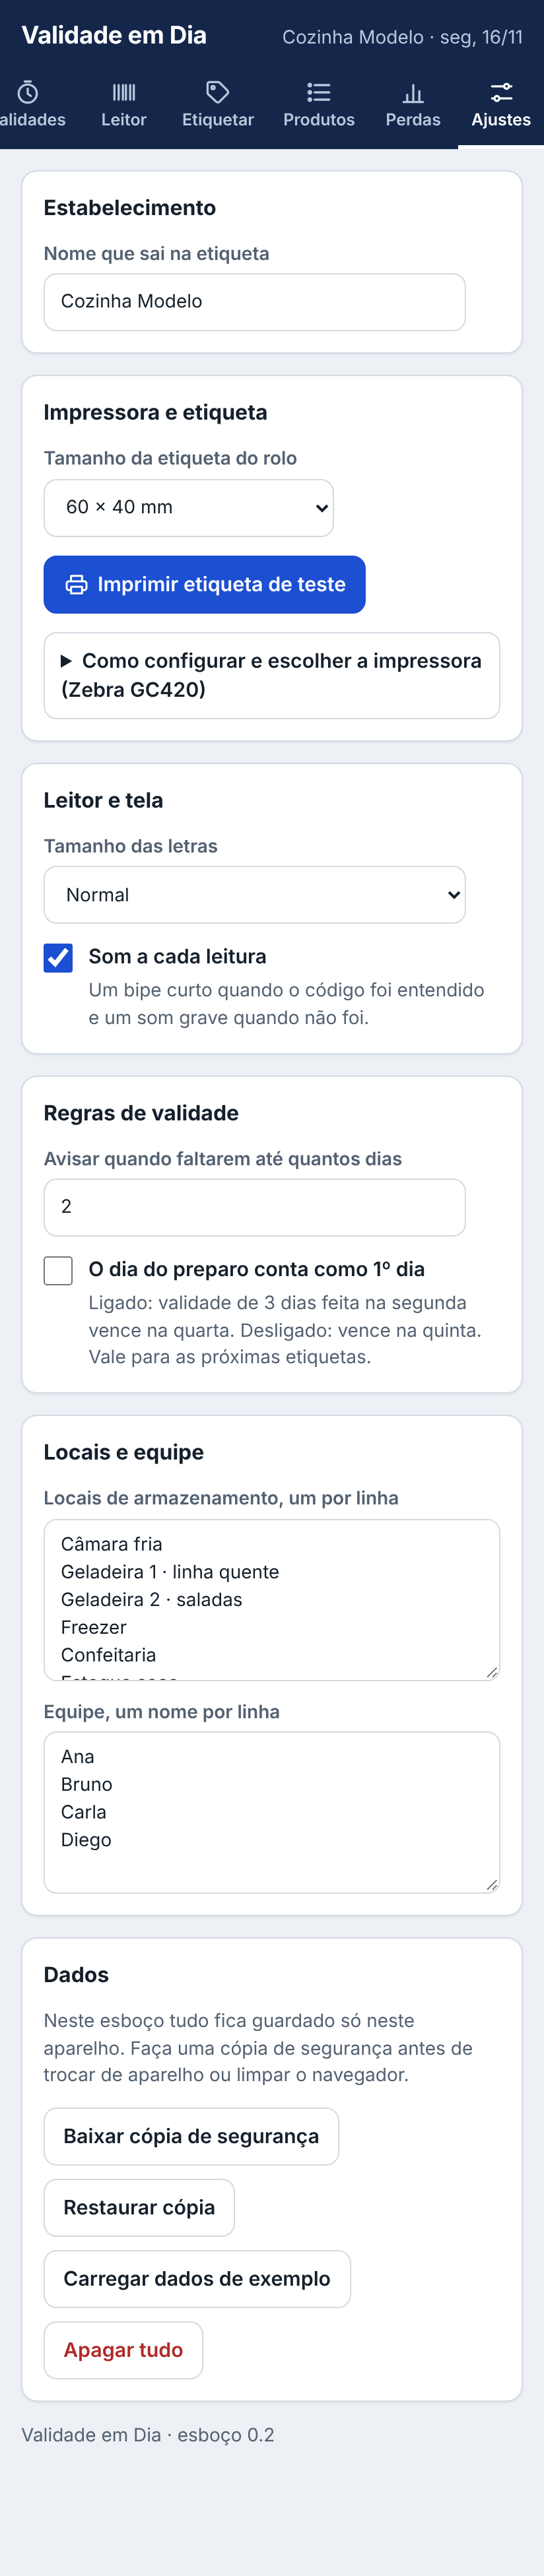 Validade em Dia
Cozinha Modelo · seg, 16/11
alidades
Leitor
Etiquetar
Produtos
Perdas
Ajustes
Estabelecimento
Nome que sai na etiqueta
Cozinha Modelo
Impressora e etiqueta
Tamanho da etiqueta do rolo
60 × 40 mm
Imprimir etiqueta de teste
Como configurar e escolher a impressora
(Zebra GC420)
Leitor e tela
Tamanho das letras
Normal
Som a cada leitura
Um bipe curto quando o código foi entendido
e um som grave quando não foi.
Regras de validade
Avisar quando faltarem até quantos dias
2
O dia do preparo conta como 1º dia
Ligado: validade de 3 dias feita na segunda
vence na quarta. Desligado: vence na quinta.
Vale para as próximas etiquetas.
Locais e equipe
Locais de armazenamento, um por linha
Câmara fria
Geladeira 1 · linha quente
Geladeira 2 · saladas
Freezer
Confeitaria
Equipe, um nome por linha
Ana
Bruno
Carla
Diego
Dados
Neste esboço tudo fica guardado só neste
aparelho. Faça uma cópia de segurança antes de
trocar de aparelho ou limpar o navegador.
Baixar cópia de segurança
Restaurar cópia
Carregar dados de exemplo
Apagar tudo
Validade em Dia · esboço 0.2